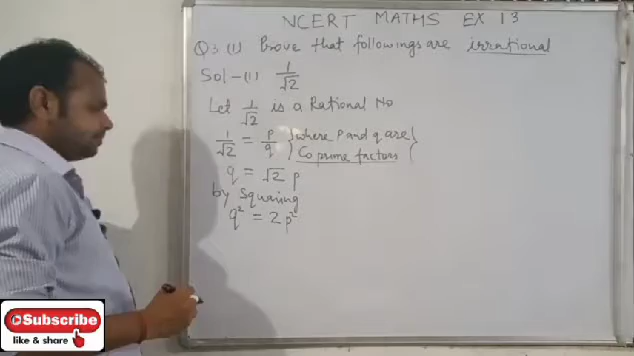 NCERT MATHS EX 1 3
Q3 (i) Prove that followings are irrational
Sol-(i) 1/√2
Let 1/√2 is a Rational No
1/√2 = p/q } where p and q are Co prime factors {
q = √2 p
by Squaring
q² = 2p²
Subscribe
like & share